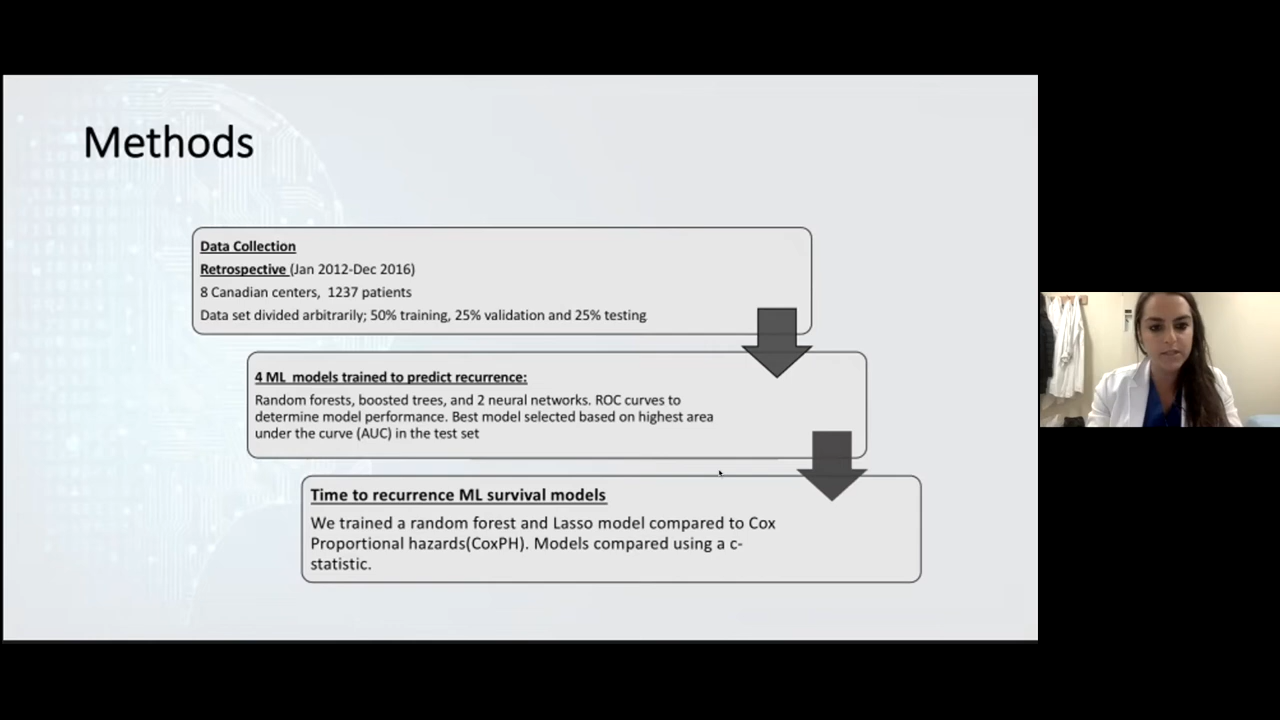 Methods
Data Collection
Retrospective (Jan 2012-Dec 2016)
8 Canadian centers,  1237 patients
Data set divided arbitrarily; 50% training, 25% validation and 25% testing
4 ML  models trained to predict recurrence:
Random forests, boosted trees, and 2 neural networks. ROC curves to
determine model performance. Best model selected based on highest area
under the curve (AUC) in the test set
Time to recurrence ML survival models
We trained a random forest and Lasso model compared to Cox
Proportional hazards(CoxPH). Models compared using a c-
statistic.